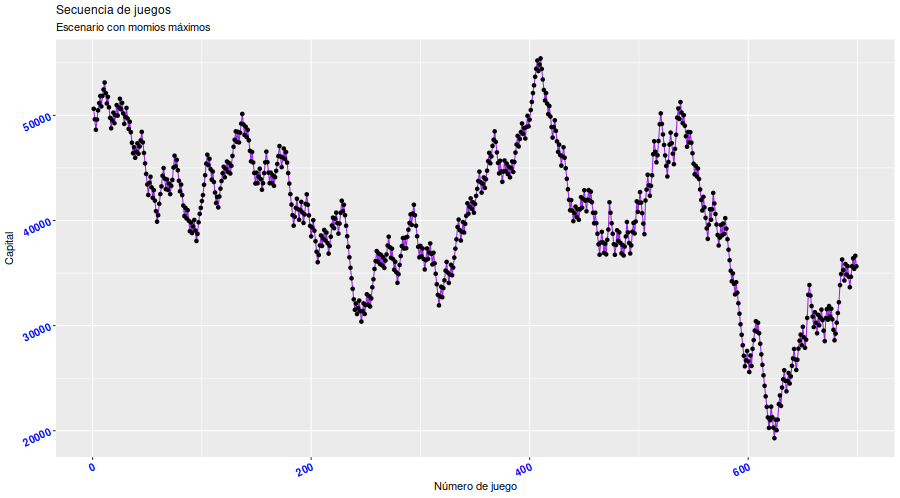 Secuencia de juegos
Escenario con momios máximos
Capital
50000
40000
30000
20000
0
200
400
600
Número de juego